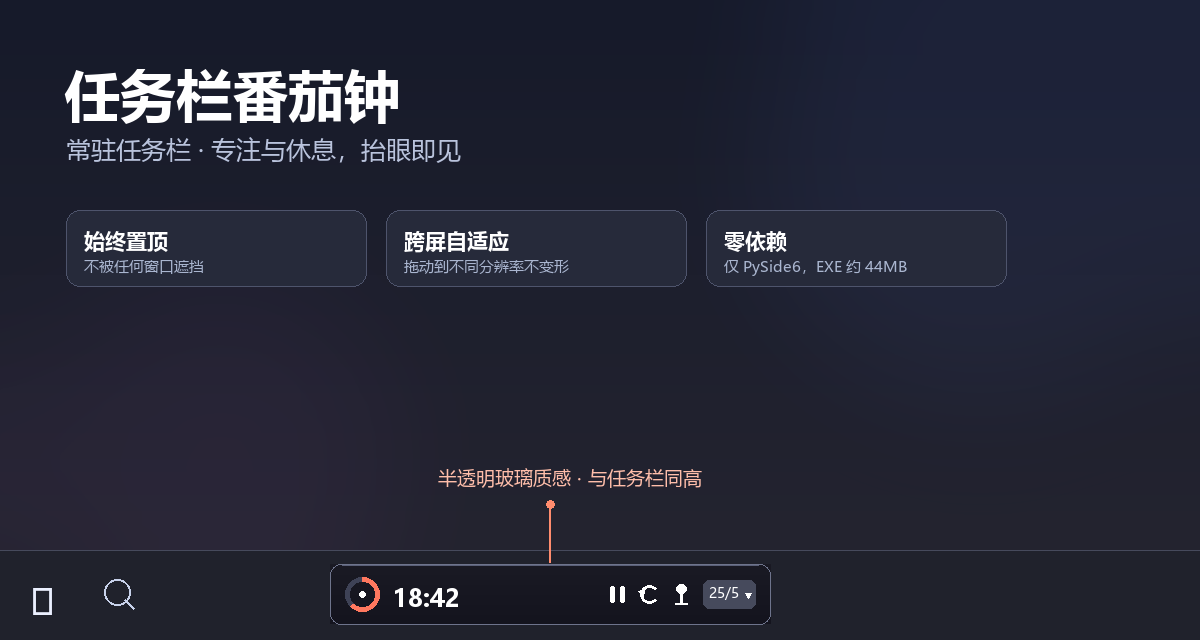 任务栏番茄钟
常驻任务栏 · 专注与休息，抬眼即见
始终置顶
不被任何窗口遮挡
跨屏自适应
拖动到不同分辨率不变形
零依赖
仅 PySide6，EXE 约 44MB
半透明玻璃质感 · 与任务栏同高
18:42
25/5